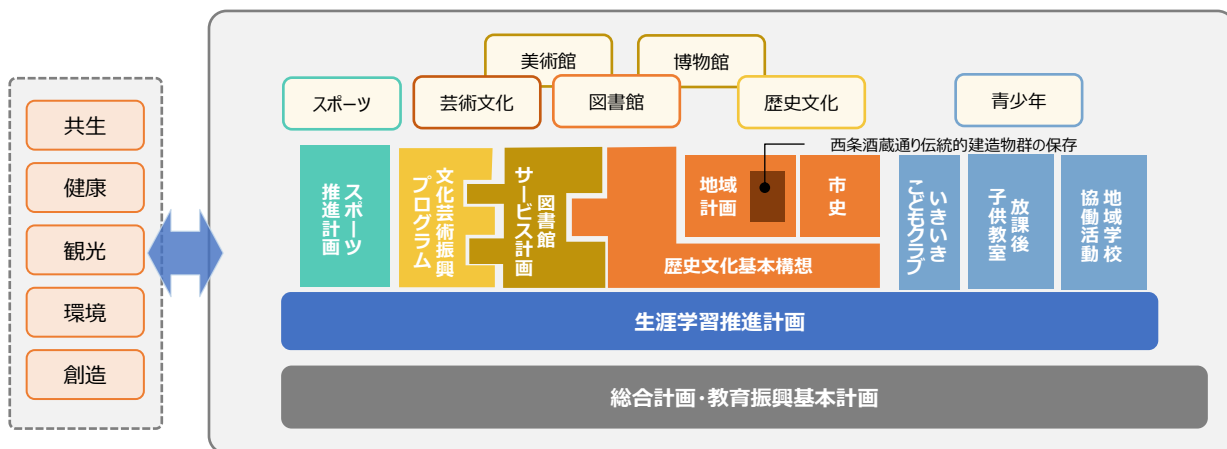 共生
健康
観光
環境
創造
美術館
博物館
スポーツ
芸術文化
図書館
歴史文化
青少年
西条酒蔵通り伝統的建造物群の保存
スポーツ
推進計画
文化芸術振興
プログラム
図書館
サービス計画
地域
計画
市史
歴史文化基本構想
いきいき
こどもクラブ
放課後
子供教室
地域学校
協働活動
生涯学習推進計画
総合計画・教育振興基本計画